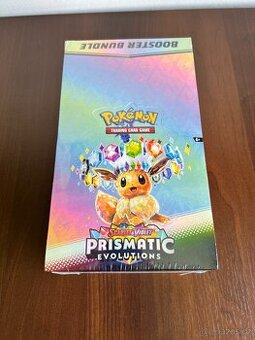 BOOSTER BUNDLE
POKÉMON
TRADING CARD GAME
SCARLET & VIOLET
PRISMATIC
EVOLUTIONS